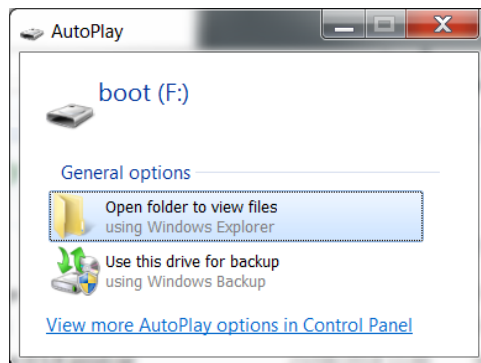 AutoPlay
boot (F:)
General options
Open folder to view files
using Windows Explorer
Use this drive for backup
using Windows Backup
View more AutoPlay options in Control Panel